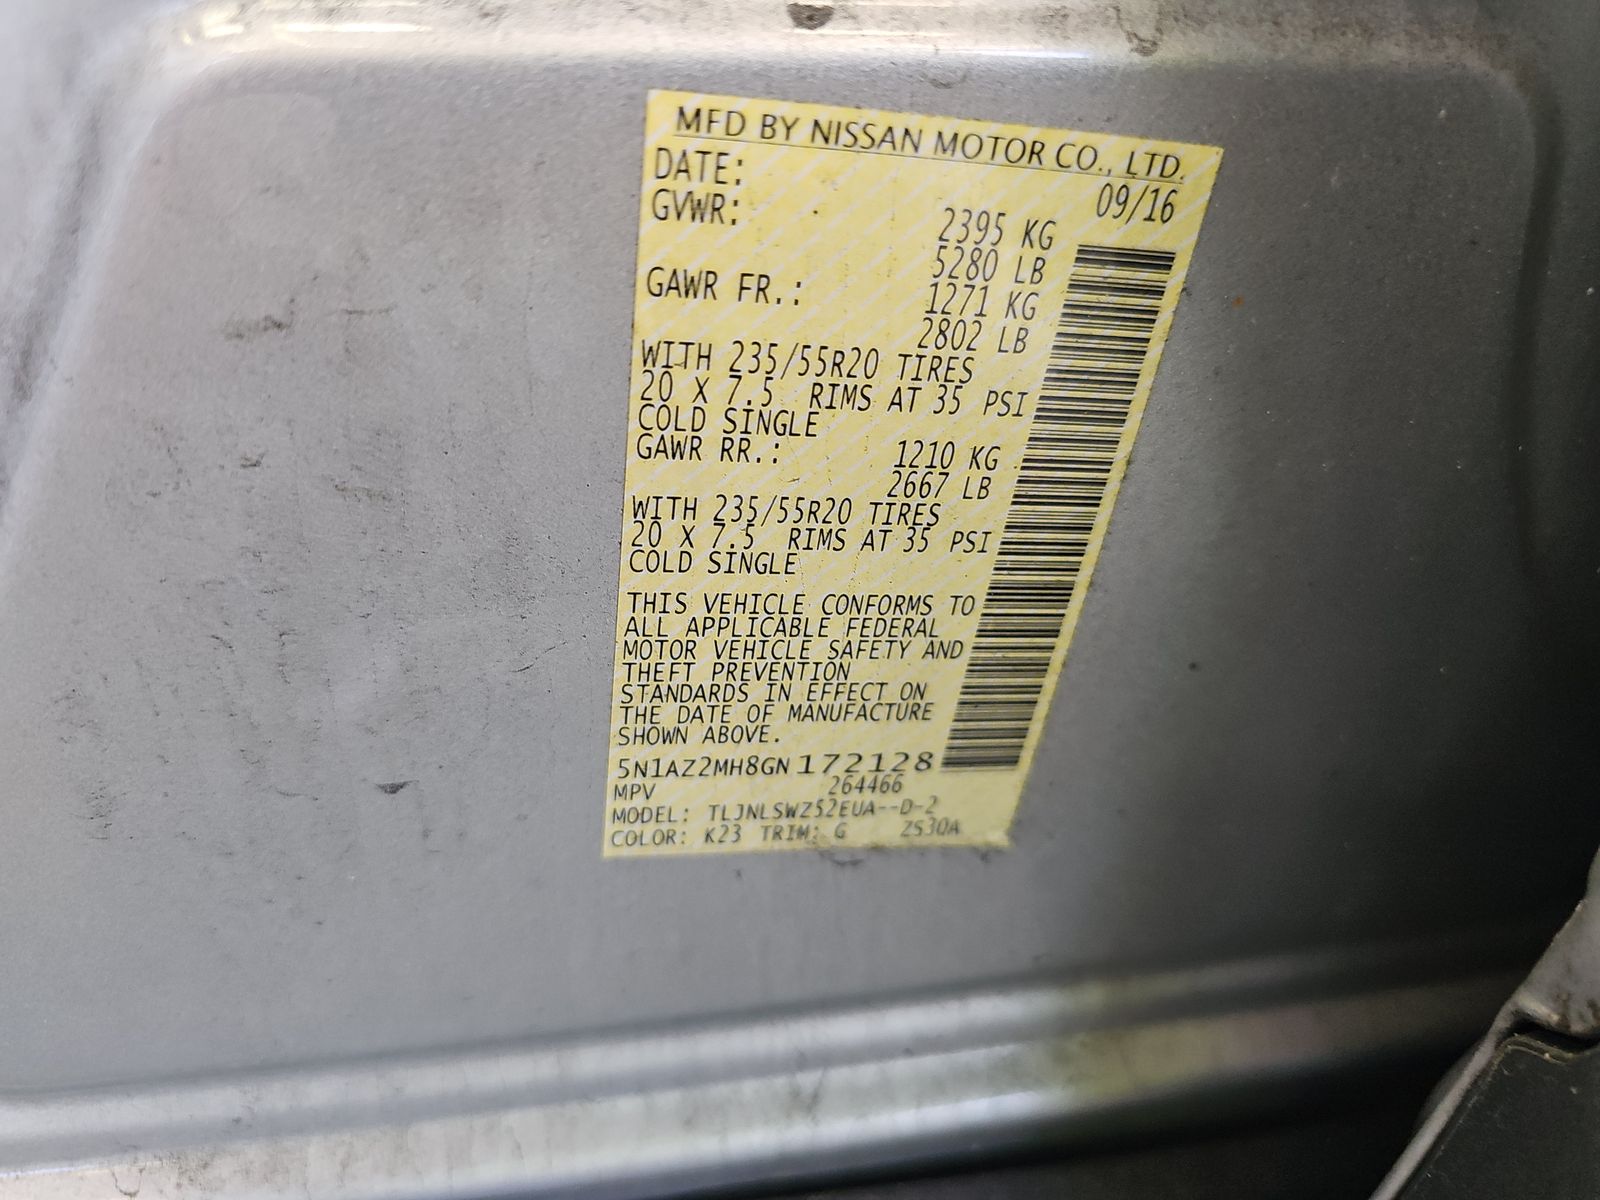 MFD BY NISSAN MOTOR CO., LTD.
DATE: 09/16
GVWR: 2395 KG
5280 LB
GAWR FR.: 1271 KG
2802 LB
WITH 235/55R20 TIRES
20 X 7.5 RIMS AT 35 PSI
COLD SINGLE
GAWR RR.: 1210 KG
2667 LB
WITH 235/55R20 TIRES
20 X 7.5 RIMS AT 35 PSI
COLD SINGLE
THIS VEHICLE CONFORMS TO
ALL APPLICABLE FEDERAL
MOTOR VEHICLE SAFETY AND
THEFT PREVENTION
STANDARDS IN EFFECT ON
THE DATE OF MANUFACTURE
SHOWN ABOVE.
5N1AZ2MH8GN172128
MPV 264466
MODEL: TLJNLSWZ52EUA--D-2
COLOR: K23 TRIM: G ZS30A